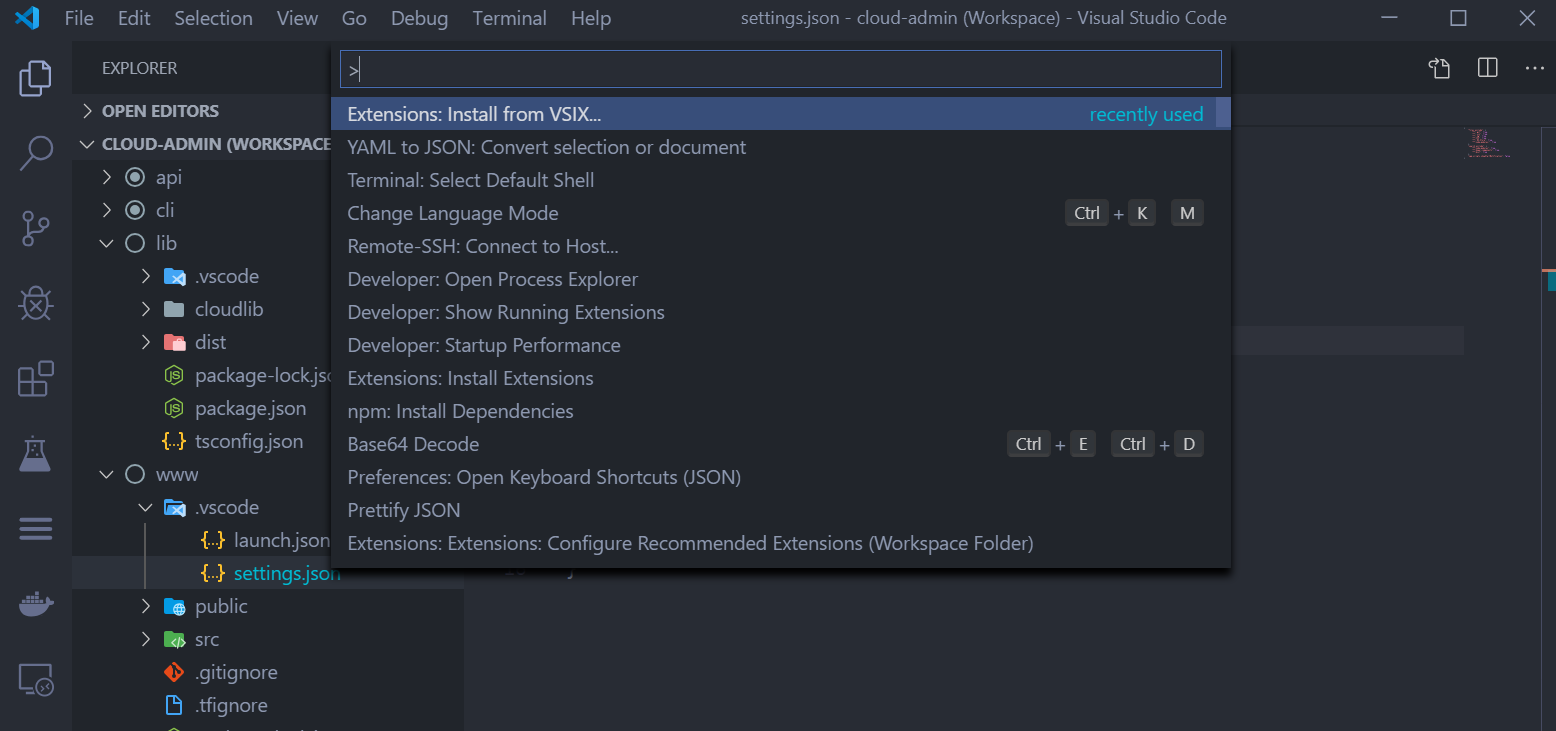 File Edit Selection View Go Debug Terminal Help settings.json - cloud-admin (Workspace) - Visual Studio Code
EXPLORER
OPEN EDITORS
CLOUD-ADMIN (WORKSPACE
api
cli
lib
.vscode
cloudlib
dist
package-lock.jso
package.json
tsconfig.json
www
.vscode
launch.json
settings.json
public
src
.gitignore
.tfignore
>
Extensions: Install from VSIX... recently used
YAML to JSON: Convert selection or document
Terminal: Select Default Shell
Change Language Mode Ctrl + K M
Remote-SSH: Connect to Host...
Developer: Open Process Explorer
Developer: Show Running Extensions
Developer: Startup Performance
Extensions: Install Extensions
npm: Install Dependencies
Base64 Decode Ctrl + E Ctrl + D
Preferences: Open Keyboard Shortcuts (JSON)
Prettify JSON
Extensions: Extensions: Configure Recommended Extensions (Workspace Folder)